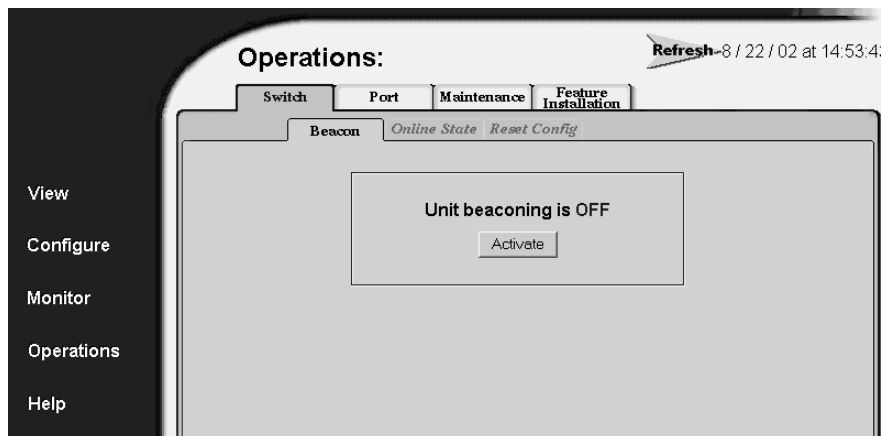 Operations:
Refresh-8 / 22 / 02 at 14:53:4
Switch
Port
Maintenance
Feature
Installation
Beacon
Online State
Reset Config
View
Configure
Monitor
Operations
Help
Unit beaconing is OFF
Activate